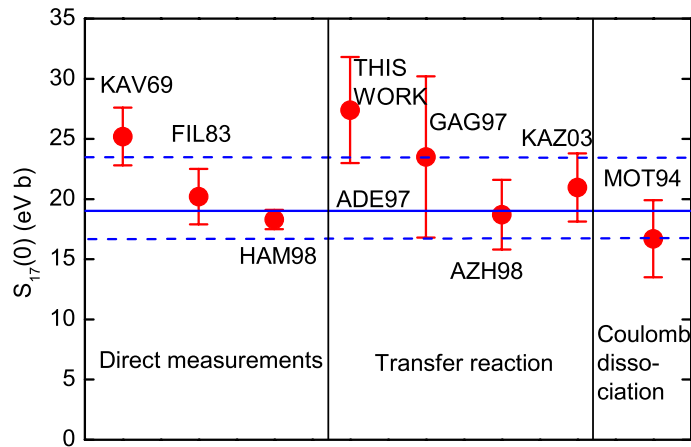 35
30
25
20
15
10
5
0
S17(0) (eV b)
KAV69
FIL83
HAM98
THIS
WORK
GAG97
ADE97
AZH98
KAZ03
MOT94
Direct measurements
Transfer reaction
Coulomb
disso-
ciation